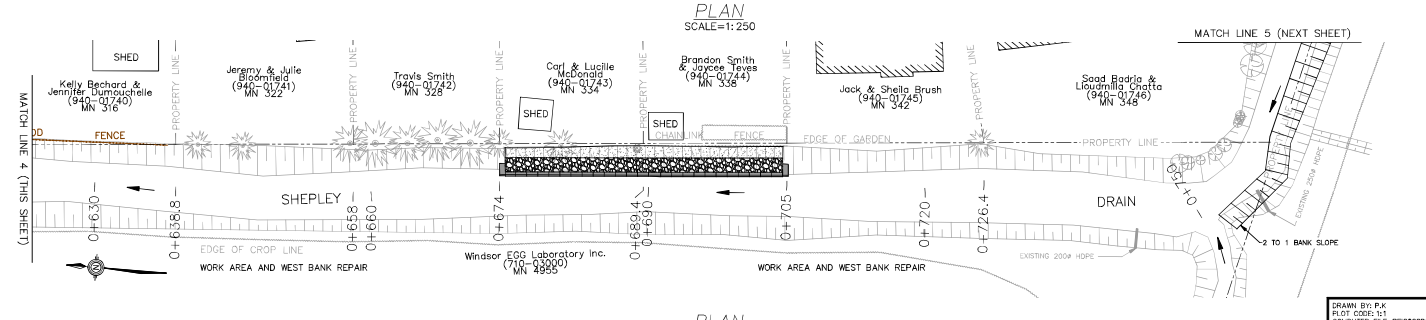 PLAN
SCALE=1:250
MATCH LINE 5 (NEXT SHEET)
MATCH LINE 4 (THIS SHEET)
SHED
Kelly Bechard &
Jennifer Dumouchelle
(940-01740)
MN 316
PROPERTY LINE
Jeremy & Julie
Bloomfield
(940-01741)
MN 322
PROPERTY LINE
Travis Smith
(940-01742)
MN 328
PROPERTY LINE
Carl & Lucille
McDonald
(940-01743)
MN 334
SHED
PROPERTY LINE
Brandon Smith
& Jaycee Teves
(940-01744)
MN 338
SHED
PROPERTY LINE
Jack & Sheila Brush
(940-01745)
MN 342
PROPERTY LINE
Saad Badria &
Lioudmilla Chatta
(940-01746)
MN 348
OD
FENCE
CHAINLINK
FENCE
EDGE OF GARDEN
PROPERTY LINE
SHEPLEY
DRAIN
0+630
0+638.8
0+658
0+660
0+674
0+689.4
0+690
0+705
0+720
0+726.4
0+750
EXISTING 250ø HDPE
2 TO 1 BANK SLOPE
EDGE OF CROP LINE
WORK AREA AND WEST BANK REPAIR
Windsor EGG Laboratory Inc.
(710-03000)
MN 4955
WORK AREA AND WEST BANK REPAIR
EXISTING 200ø HDPE
DRAWN BY: P.K
PLOT CODE: 1:1
PLAN